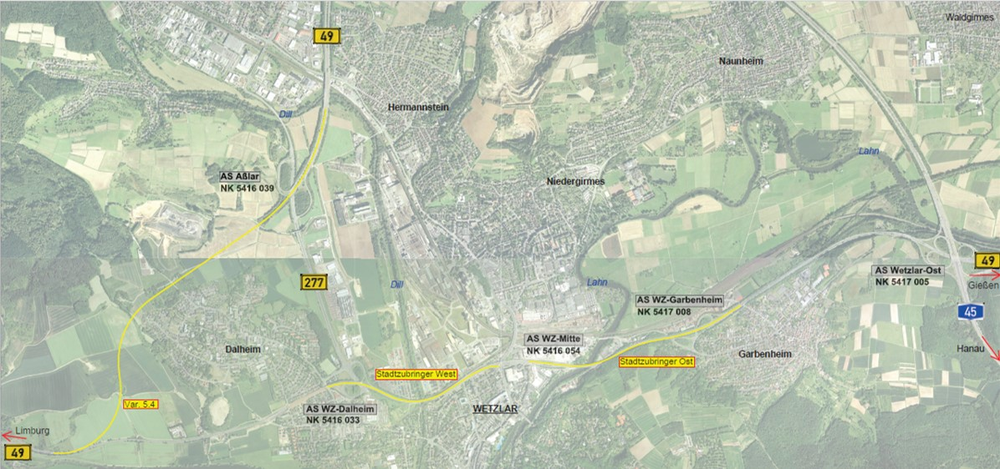 Waldgirmes
49
Naunheim
Hermannstein
Dill
Lahn
AS Aßlar
NK 5416 039
Niedergirmes
49
Gießen
AS Wetzlar-Ost
NK 5417 005
277
Dill
Lahn
AS WZ-Garbenheim
NK 5417 008
45
Hanau
AS WZ-Mitte
NK 5416 054
Dalheim
Garbenheim
Stadtzubringer Ost
Stadtzubringer West
Var. 5.4
AS WZ-Dalheim
NK 5416 033
WETZLAR
Limburg
49